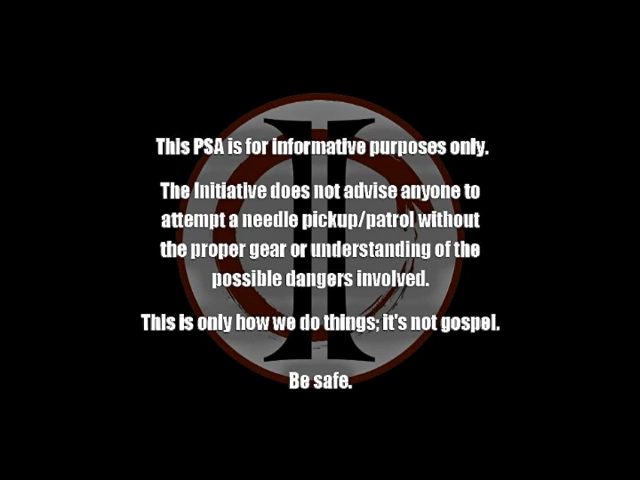 This PSA is for informative purposes only.
The Initiative does not advise anyone to
attempt a needle pickup/patrol without
the proper gear or understanding of the
possible dangers involved.
This is only how we do things; it's not gospel.
Be safe.